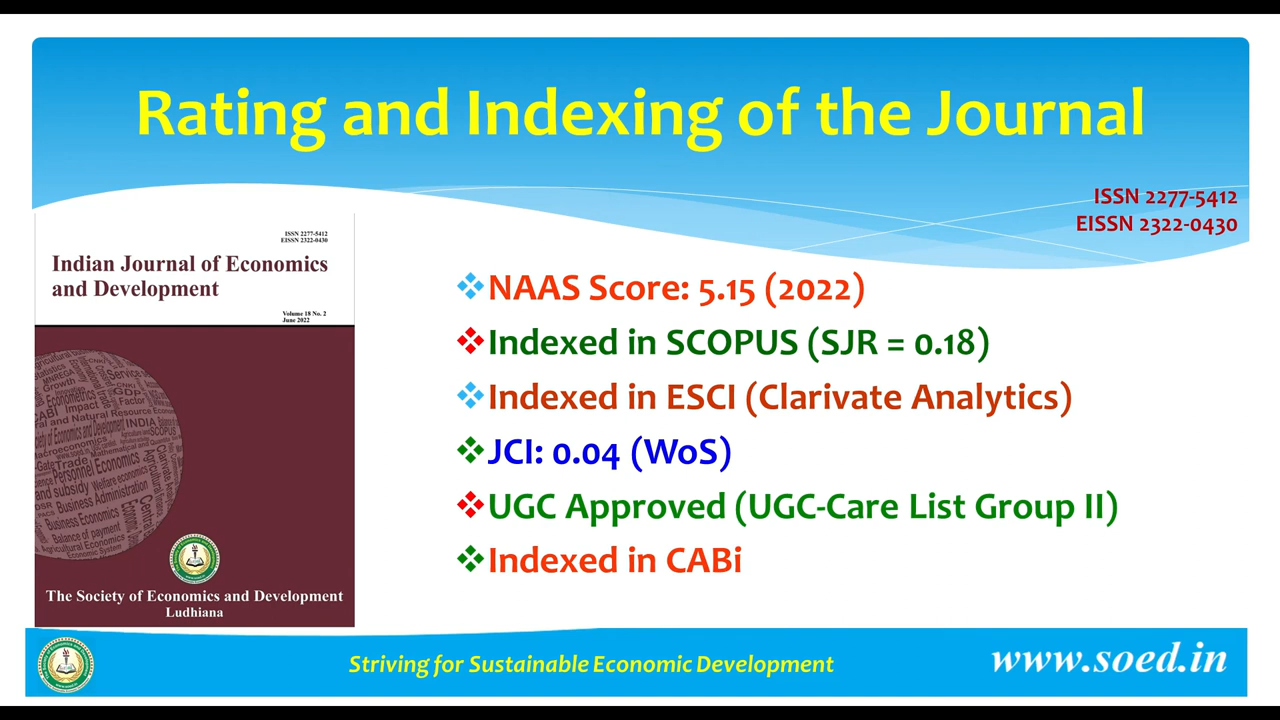 Rating and Indexing of the Journal
ISSN 2277-5412
EISSN 2322-0430
ISSN 2277-5412
EISSN 2322-0430
Indian Journal of Economics
and Development
Volume 18 No. 2
June 2022
The Society of Economics and Development
Ludhiana
NAAS Score: 5.15 (2022)
Indexed in SCOPUS (SJR = 0.18)
Indexed in ESCI (Clarivate Analytics)
JCI: 0.04 (WoS)
UGC Approved (UGC-Care List Group II)
Indexed in CABi
Striving for Sustainable Economic Development
www.soed.in